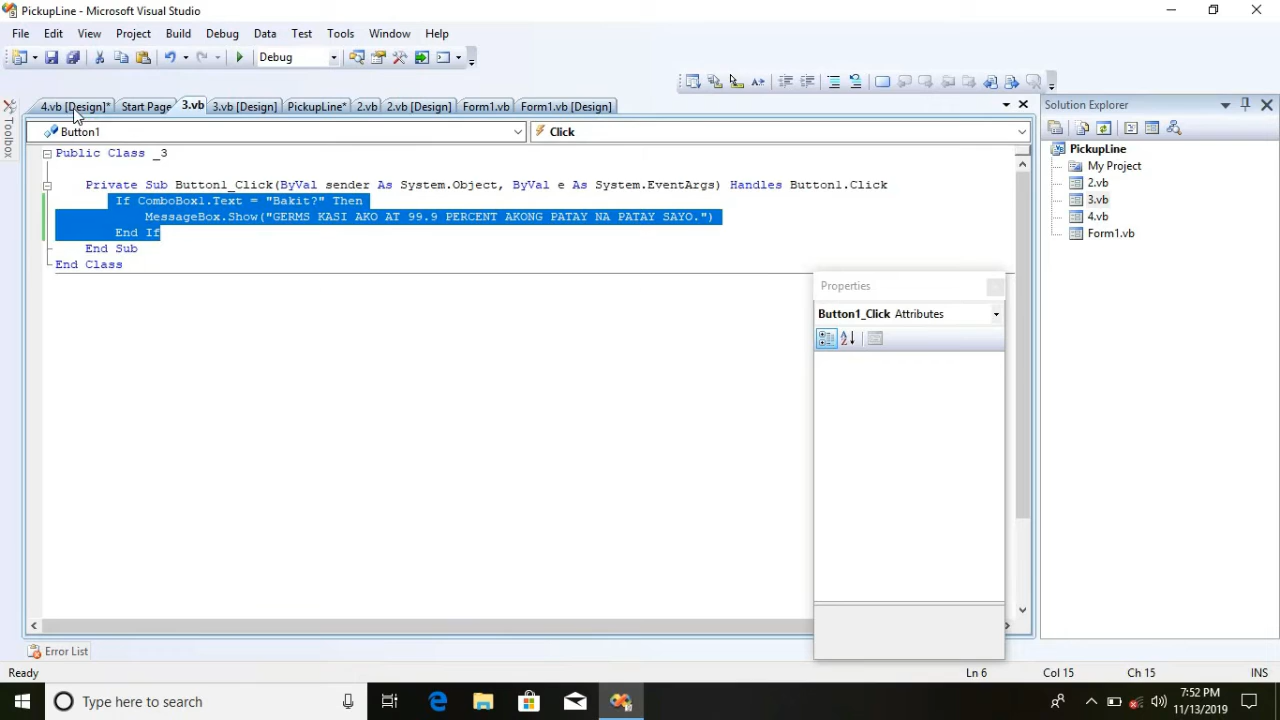 PickupLine - Microsoft Visual Studio
File Edit View Project Build Debug Data Test Tools Window Help
Debug
4.vb [Design]* Start Page 3.vb 3.vb [Design] PickupLine* 2.vb 2.vb [Design] Form1.vb Form1.vb [Design]
Solution Explorer
Toolbox
Button1 Click
PickupLine
My Project
2.vb
3.vb
4.vb
Form1.vb
Public Class _3
Private Sub Button1_Click(ByVal sender As System.Object, ByVal e As System.EventArgs) Handles Button1.Click
If ComboBox1.Text = "Bakit?" Then
MessageBox.Show("GERMS KASI AKO AT 99.9 PERCENT AKONG PATAY NA PATAY SAYO.")
End If
End Sub
End Class
Properties
Button1_Click Attributes
Error List
Ready Ln 6 Col 15 Ch 15 INS
Type here to search
7:52 PM
11/13/2019